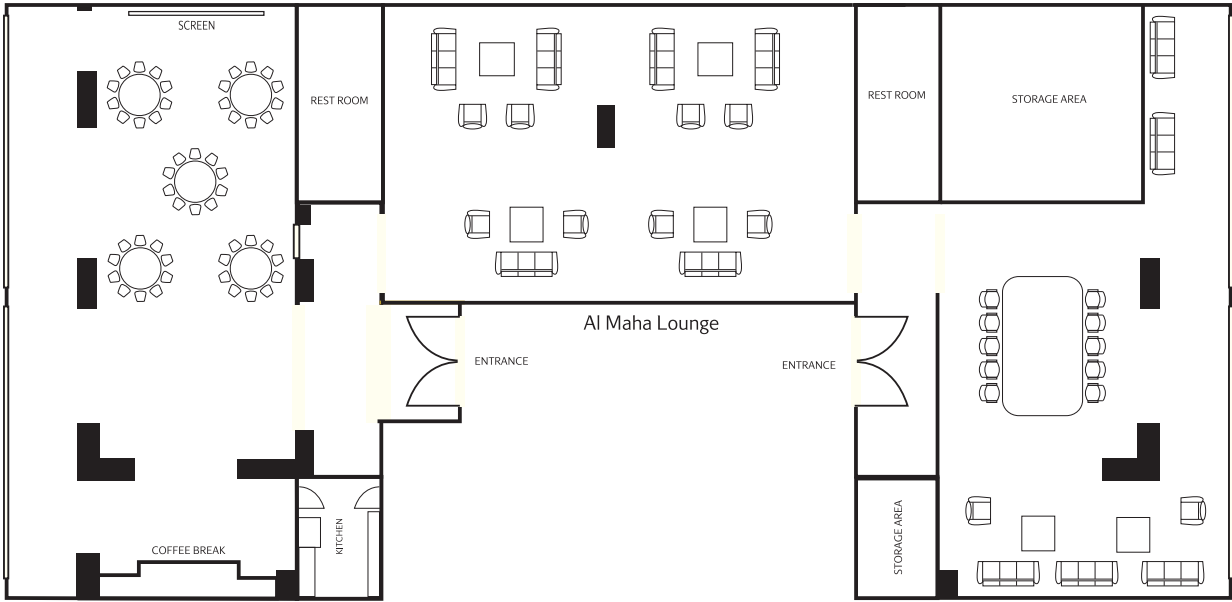 SCREEN
REST ROOM
REST ROOM
STORAGE AREA
Al Maha Lounge
ENTRANCE
ENTRANCE
KITCHEN
STORAGE AREA
COFFEE BREAK